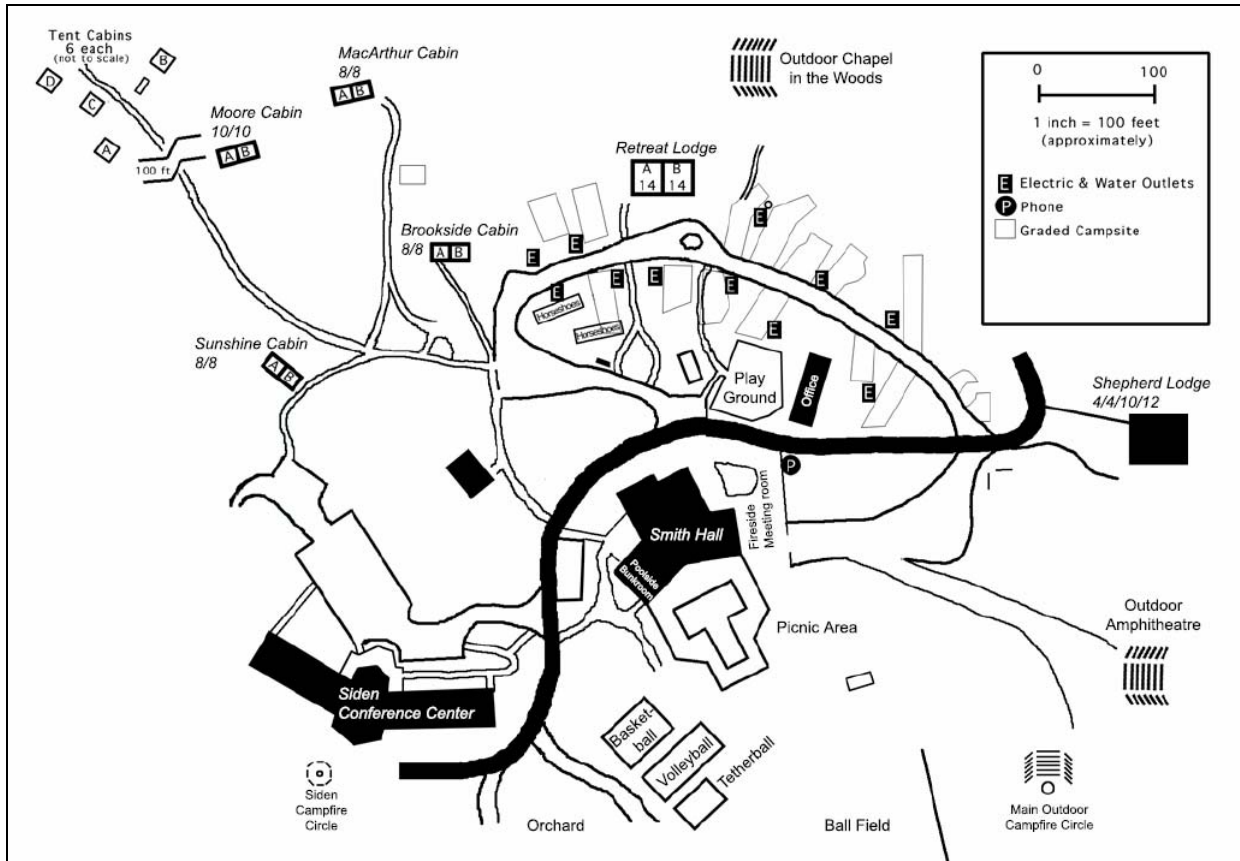 Tent Cabins
6 each
(not to scale)
D
B
C
A
Moore Cabin
10/10
A B
100 ft
MacArthur Cabin
8/8
A B
Brookside Cabin
8/8
A B
Sunshine Cabin
8/8
A B
Outdoor Chapel
in the Woods
Retreat Lodge
A B
14 14
0 100
1 inch = 100 feet
(approximately)
E Electric & Water Outlets
P Phone
Graded Campsite
E
E
E
E
E
E
E
E
E
E
E
Horseshoes
Horseshoes
Play
Ground
Office
Shepherd Lodge
4/4/10/12
P
Fireside
Meeting room
Smith Hall
Poolside
Bunkroom
Picnic Area
Outdoor
Amphitheatre
Siden
Conference Center
Basket-
ball
Volleyball
Tetherball
Siden
Campfire
Circle
Orchard
Ball Field
Main Outdoor
Campfire Circle